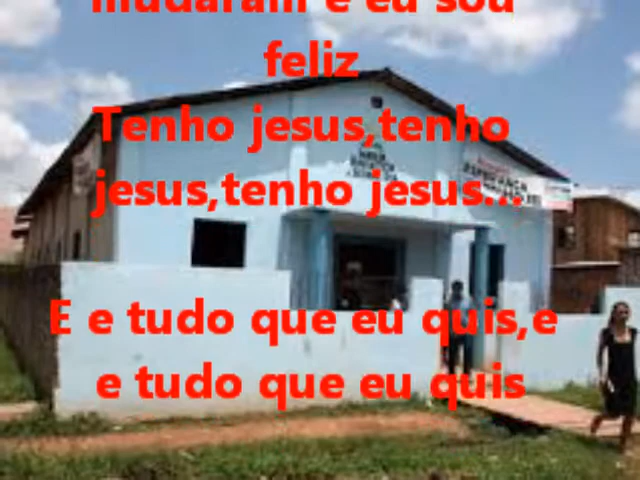 mudaram e eu sou
feliz
Tenho jesus,tenho
jesus,tenho jesus...
E e tudo que eu quis,e
e tudo que eu quis